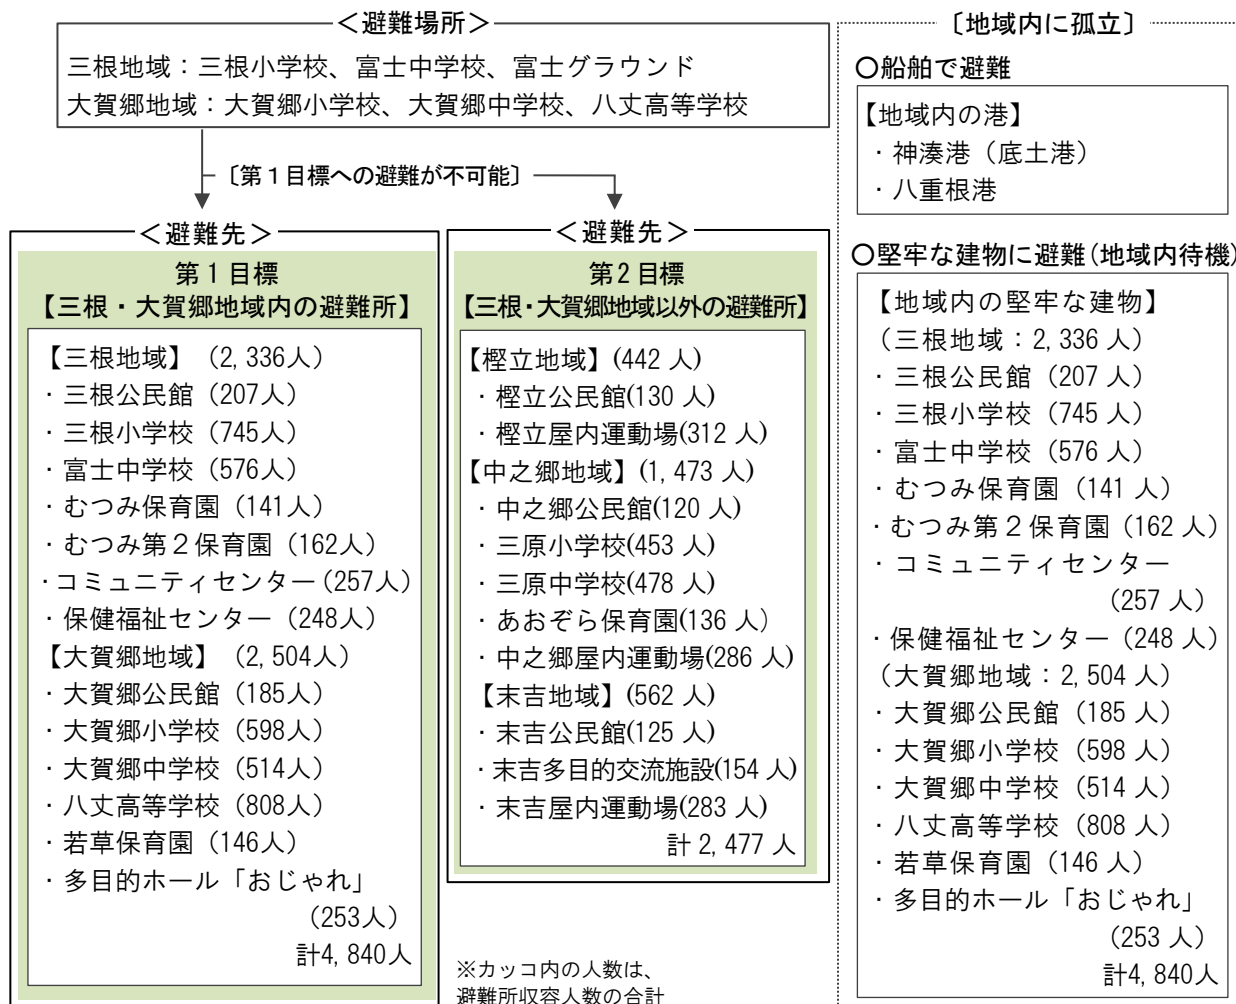 ＜避難場所＞
三根地域：三根小学校、富士中学校、富士グラウンド
大賀郷地域：大賀郷小学校、大賀郷中学校、八丈高等学校
〔第１目標への避難が不可能〕
＜避難先＞
第１目標
【三根・大賀郷地域内の避難所】
【三根地域】（2,336人）
・三根公民館（207人）
・三根小学校（745人）
・富士中学校（576人）
・むつみ保育園（141人）
・むつみ第２保育園（162人）
・コミュニティセンター（257人）
・保健福祉センター（248人）
【大賀郷地域】（2,504人）
・大賀郷公民館（185人）
・大賀郷小学校（598人）
・大賀郷中学校（514人）
・八丈高等学校（808人）
・若草保育園（146人）
・多目的ホール「おじゃれ」
（253人）
計4,840人
＜避難先＞
第２目標
【三根・大賀郷地域以外の避難所】
【樫立地域】(442 人)
・樫立公民館(130 人)
・樫立屋内運動場(312 人)
【中之郷地域】(1,473 人)
・中之郷公民館(120 人)
・三原小学校(453 人)
・三原中学校(478 人)
・あおぞら保育園(136 人)
・中之郷屋内運動場(286 人)
【末吉地域】(562 人)
・末吉公民館(125 人)
・末吉多目的交流施設(154 人)
・末吉屋内運動場(283 人)
計 2,477 人
※カッコ内の人数は、
避難所収容人数の合計
〔地域内に孤立〕
○船舶で避難
【地域内の港】
・神湊港（底土港）
・八重根港
○堅牢な建物に避難(地域内待機)
【地域内の堅牢な建物】
（三根地域：2,336 人）
・三根公民館（207 人）
・三根小学校（745 人）
・富士中学校（576 人）
・むつみ保育園（141 人）
・むつみ第２保育園（162 人）
・コミュニティセンター
（257 人）
・保健福祉センター（248 人）
（大賀郷地域：2,504 人）
・大賀郷公民館（185 人）
・大賀郷小学校（598 人）
・大賀郷中学校（514 人）
・八丈高等学校（808 人）
・若草保育園（146 人）
・多目的ホール「おじゃれ」
（253 人）
計4,840人